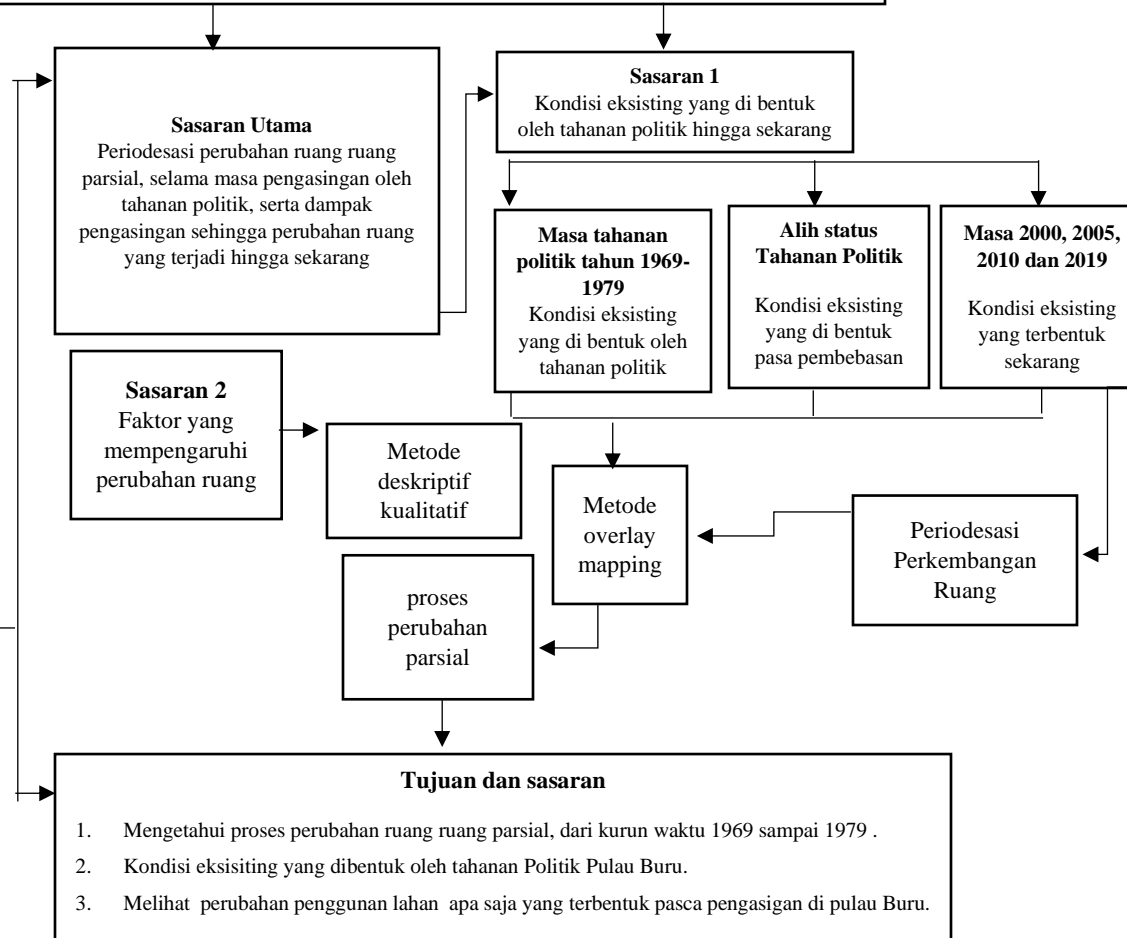 Sasaran Utama
Periodesasi perubahan ruang ruang
parsial, selama masa pengasingan oleh
tahanan politik, serta dampak
pengasingan sehingga perubahan ruang
yang terjadi hingga sekarang
Sasaran 1
Kondisi eksisting yang di bentuk
oleh tahanan politik hingga sekarang
Masa tahanan
politik tahun 1969-
1979
Kondisi eksisting
yang di bentuk oleh
tahanan politik
Alih status
Tahanan Politik
Kondisi eksisting
yang di bentuk
pasa pembebasan
Masa 2000, 2005,
2010 dan 2019
Kondisi eksisting
yang terbentuk
sekarang
Sasaran 2
Faktor yang
mempengaruhi
perubahan ruang
Metode
deskriptif
kualitatif
Metode
overlay
mapping
Periodesasi
Perkembangan
Ruang
proses
perubahan
parsial
Tujuan dan sasaran
1. Mengetahui proses perubahan ruang ruang parsial, dari kurun waktu 1969 sampai 1979 .
2. Kondisi eksisiting yang dibentuk oleh tahanan Politik Pulau Buru.
3. Melihat perubahan penggunan lahan apa saja yang terbentuk pasca pengasigan di pulau Buru.